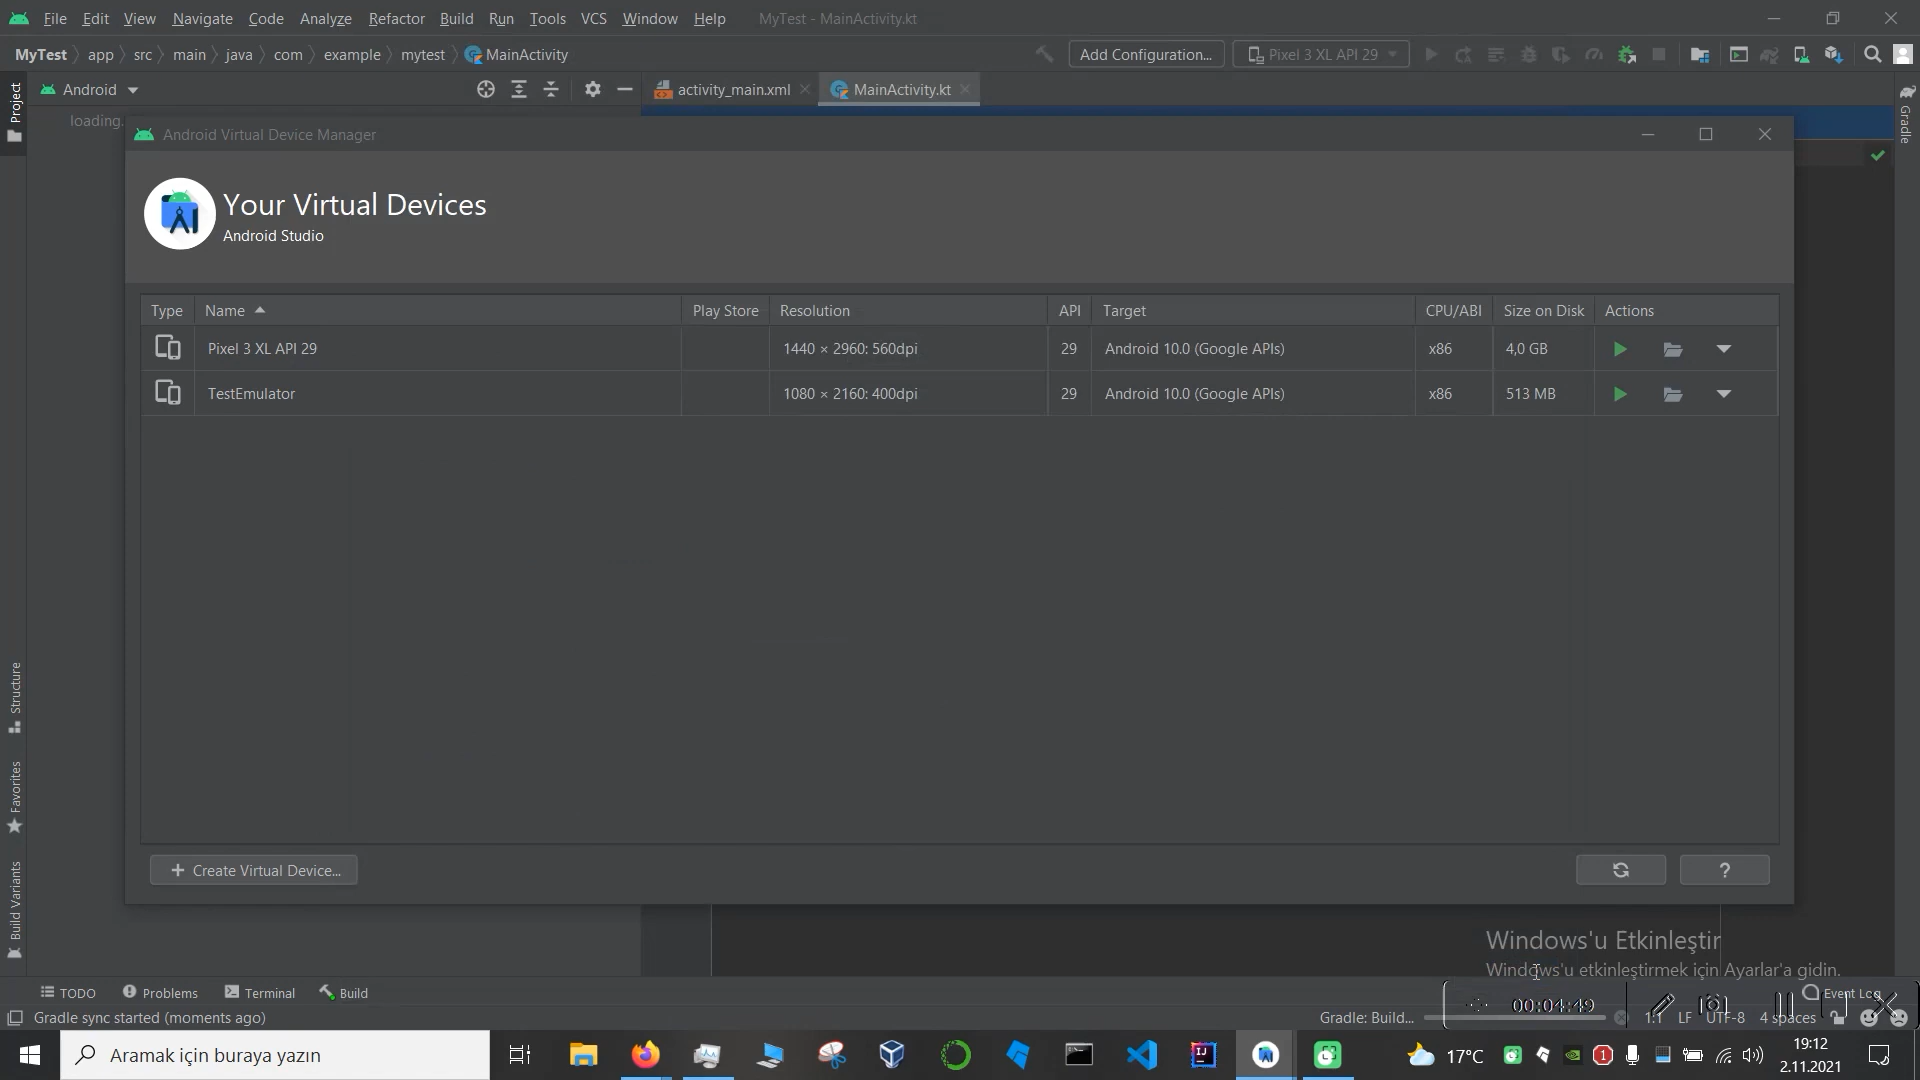 File Edit View Navigate Code Analyze Refactor Build Run Tools VCS Window Help MyTest - MainActivity.kt
MyTest app src main java com example mytest MainActivity Add Configuration... Pixel 3 XL API 29
Project
Android
activity_main.xml
MainActivity.kt
Gradle
loading.
Android Virtual Device Manager
Your Virtual Devices
Android Studio
Type Name Play Store Resolution API Target CPU/ABI Size on Disk Actions
Pixel 3 XL API 29 1440 × 2960: 560dpi 29 Android 10.0 (Google APIs) x86 4,0 GB
TestEmulator 1080 × 2160: 400dpi 29 Android 10.0 (Google APIs) x86 513 MB
Structure
Favorites
Build Variants
+ Create Virtual Device...
?
Windows'u Etkinleştir
Windows'u etkinleştirmek için Ayarlar'a gidin.
TODO Problems Terminal Build
Event Log
00:04:49
Gradle sync started (moments ago)
Gradle: Build...
1:1 LF UTF-8 4 spaces
Aramak için buraya yazın
17°C
19:12
2.11.2021